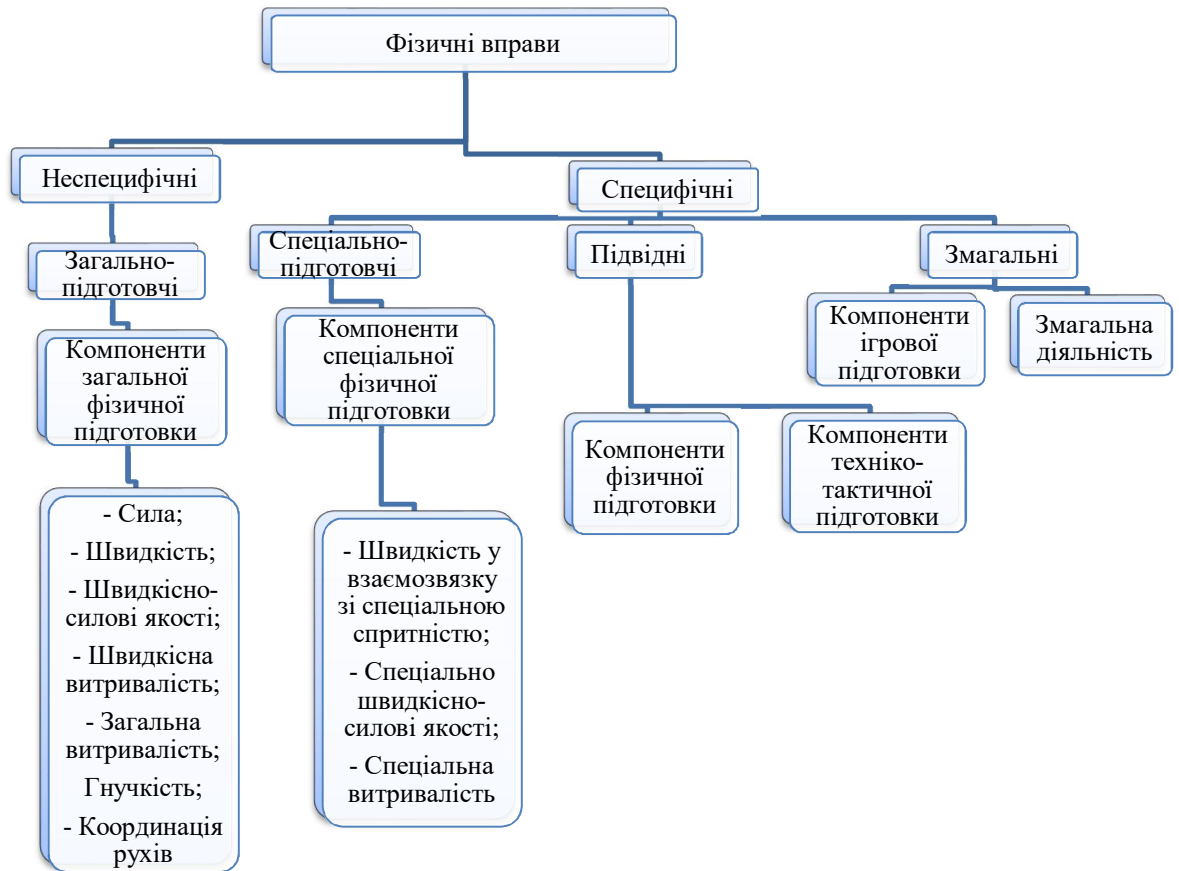 Фізичні вправи
Неспецифічні
Специфічні
Загально-
підготовчі
Спеціально-
підготовчі
Підвідні
Змагальні
Компоненти
загальної
фізичної
підготовки
Компоненти
спеціальної
фізичної
підготовки
Компоненти
ігрової
підготовки
Змагальна
діяльність
Компоненти
фізичної
підготовки
Компоненти
техніко-
тактичної
підготовки
- Сила;
- Швидкість;
- Швидкісно-
силові якості;
- Швидкісна
витривалість;
- Загальна
витривалість;
Гнучкість;
- Координація
рухів
- Швидкість у
взаємозвязку
зі спеціальною
спритністю;
- Спеціально
швидкісно-
силові якості;
- Спеціальна
витривалість